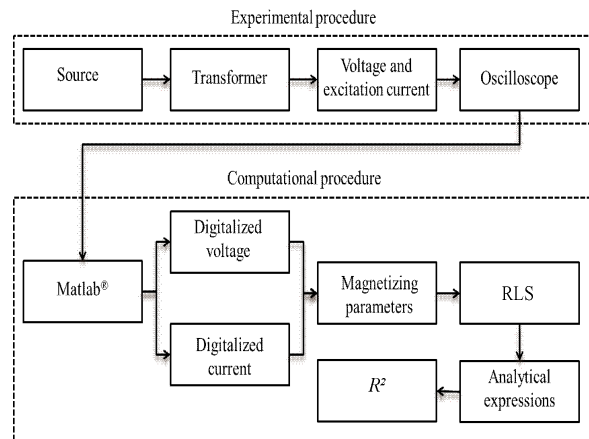 Experimental procedure
Source
Transformer
Voltage and
excitation current
Oscilloscope
Computational procedure
Matlab®
Digitalized
voltage
Digitalized
current
Magnetizing
parameters
RLS
Analytical
expressions
R²